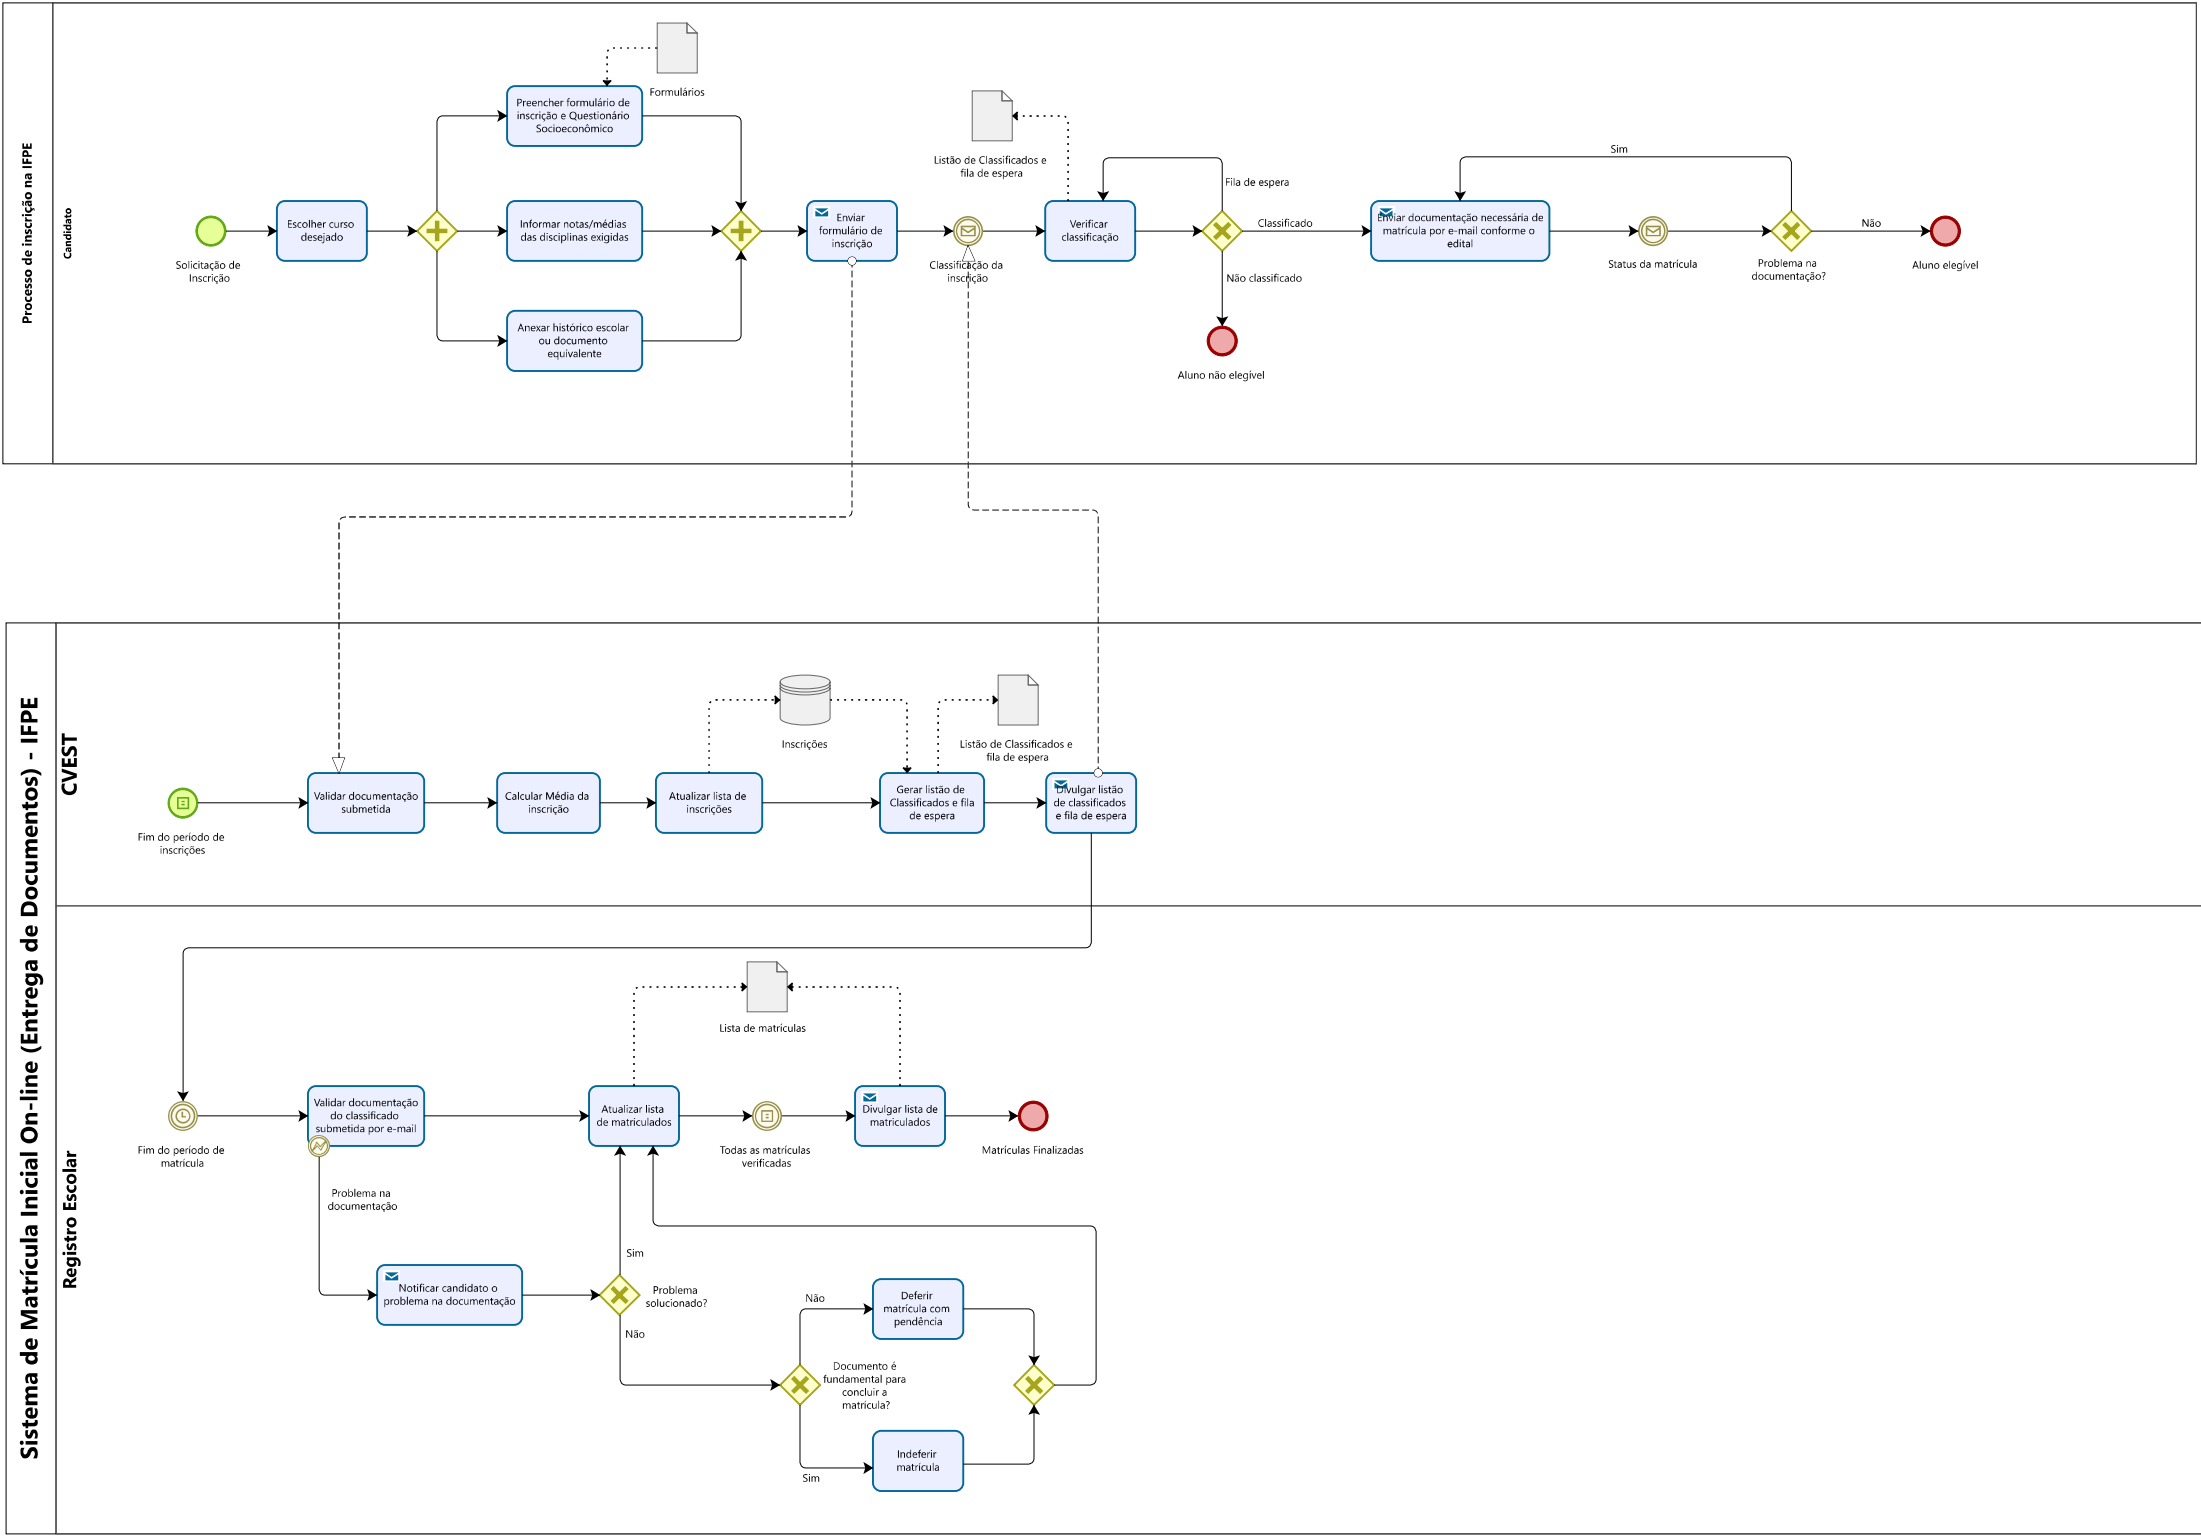 Processo de inscrição na IFPE
Candidato
Solicitação de
Inscrição
Escolher curso
desejado
Formulários
Preencher formulário de
inscrição e Questionário
Socioeconômico
Informar notas/médias
das disciplinas exigidas
Anexar histórico escolar
ou documento
equivalente
Enviar
formulário de
inscrição
Classificação da
inscrição
Listão de Classificados e
fila de espera
Verificar
classificação
Fila de espera
Classificado
Não classificado
Aluno não elegível
Enviar documentação necessária de
matrícula por e-mail conforme o
edital
Sim
Status da matrícula
Problema na
documentação?
Não
Aluno elegível
Sistema de Matrícula Inicial On-line (Entrega de Documentos) - IFPE
CVEST
Fim do período de
inscrições
Validar documentação
submetida
Calcular Média da
inscrição
Atualizar lista de
inscrições
Inscrições
Gerar listão de
Classificados e fila
de espera
Listão de Classificados e
fila de espera
Divulgar listão
de classificados
e fila de espera
Registro Escolar
Fim do período de
matrícula
Validar documentação
do classificado
submetida por e-mail
Problema na
documentação
Notificar candidato o
problema na documentação
Atualizar lista
de matriculados
Lista de matrículas
Todas as matrículas
verificadas
Divulgar lista de
matriculados
Matrículas Finalizadas
Sim
Problema
solucionado?
Não
Não
Documento é
fundamental para
concluir a
matrícula?
Sim
Deferir
matrícula com
pendência
Indeferir
matrícula